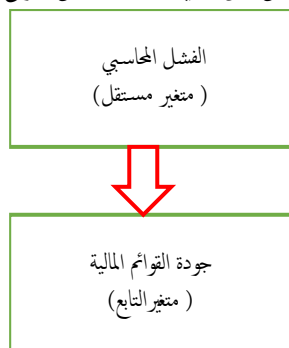 الفشل المحاسبي
( متغير مستقل)
جودة القوائم المالية
( متغيرالتابع)